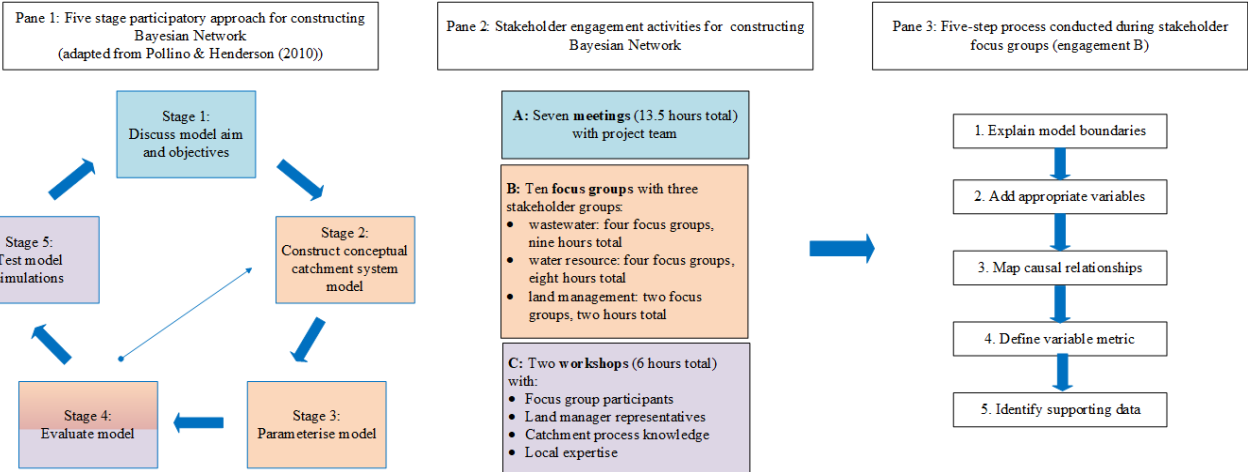 Pane 1: Five stage participatory approach for constructing
Bayesian Network
(adapted from Pollino & Henderson (2010))
Stage 1:
Discuss model aim
and objectives
Stage 2:
Construct conceptual
catchment system
model
Stage 3:
Parameterise model
Stage 4:
Evaluate model
Stage 5:
Test model
imulations
Pane 2: Stakeholder engagement activities for constructing
Bayesian Network
A: Seven meetings (13.5 hours total)
with project team
B: Ten focus groups with three
stakeholder groups:
• wastewater: four focus groups,
nine hours total
• water resource: four focus groups,
eight hours total
• land management: two focus
groups, two hours total
C: Two workshops (6 hours total)
with:
• Focus group participants
• Land manager representatives
• Catchment process knowledge
• Local expertise
Pane 3: Five-step process conducted during stakeholder
focus groups (engagement B)
1. Explain model boundaries
2. Add appropriate variables
3. Map causal relationships
4. Define variable metric
5. Identify supporting data